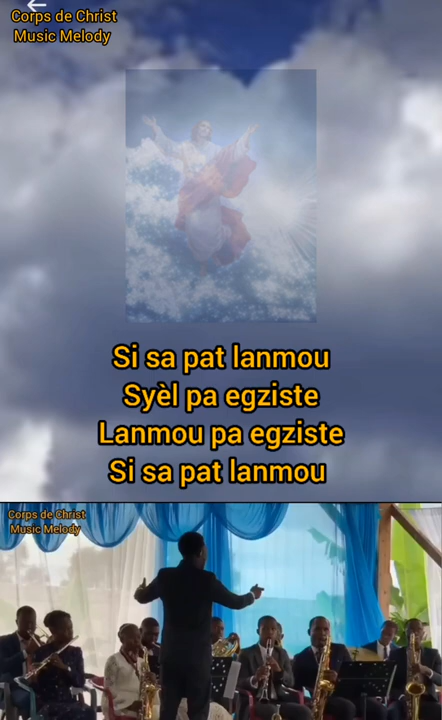 Corps de Christ
Music Melody
Si sa pat lanmou
Syèl pa egziste
Lanmou pa egziste
Si sa pat lanmou
Corps de Christ
Music Melody